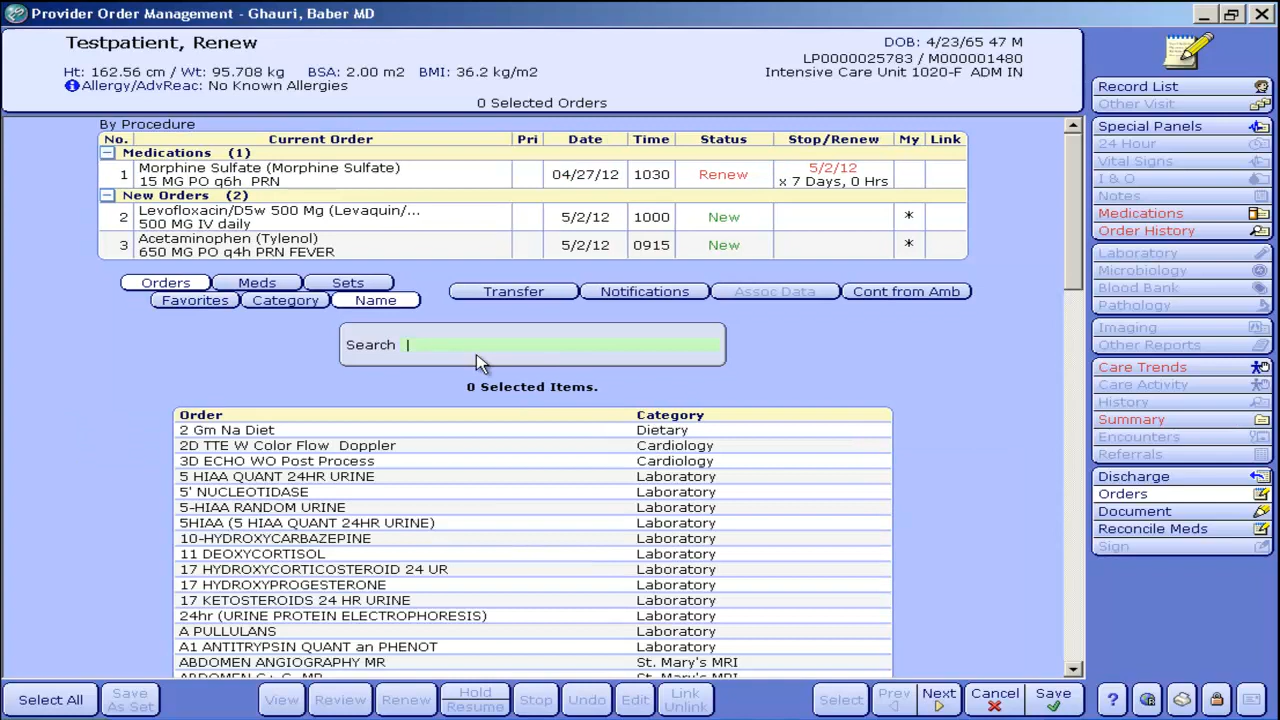 Provider Order Management - Ghauri, Baber MD
Testpatient, Renew
DOB: 4/23/65 47 M
LP0000025783 / M000001480
Ht: 162.56 cm / Wt: 95.708 kg BSA: 2.00 m2 BMI: 36.2 kg/m2
Intensive Care Unit 1020-F ADM IN
Allergy/AdvReac: No Known Allergies
0 Selected Orders
By Procedure
No. Current Order Pri Date Time Status Stop/Renew My Link
Medications (1)
1 Morphine Sulfate (Morphine Sulfate) 04/27/12 1030 Renew 5/2/12
15 MG PO q6h PRN x 7 Days, 0 Hrs
New Orders (2)
2 Levofloxacin/D5w 500 Mg (Levaquin/... 5/2/12 1000 New *
500 MG IV daily
3 Acetaminophen (Tylenol) 5/2/12 0915 New *
650 MG PO q4h PRN FEVER
Orders Meds Sets
Favorites Category Name
Transfer Notifications Assoc Data Cont from Amb
Search
0 Selected Items.
Order Category
2 Gm Na Diet Dietary
2D TTE W Color Flow Doppler Cardiology
3D ECHO WO Post Process Cardiology
5 HIAA QUANT 24HR URINE Laboratory
5' NUCLEOTIDASE Laboratory
5-HIAA RANDOM URINE Laboratory
5HIAA (5 HIAA QUANT 24HR URINE) Laboratory
10-HYDROXYCARBAZEPINE Laboratory
11 DEOXYCORTISOL Laboratory
17 HYDROXYCORTICOSTEROID 24 UR Laboratory
17 HYDROXYPROGESTERONE Laboratory
17 KETOSTEROIDS 24 HR URINE Laboratory
24hr (URINE PROTEIN ELECTROPHORESIS) Laboratory
A PULLULANS Laboratory
A1 ANTITRYPSIN QUANT an PHENOT Laboratory
ABDOMEN ANGIOGRAPHY MR St. Mary's MRI
Record List
Other Visit
Special Panels
24 Hour
Vital Signs
I & O
Notes
Medications
Order History
Laboratory
Microbiology
Blood Bank
Pathology
Imaging
Other Reports
Care Trends
Care Activity
History
Summary
Encounters
Referrals
Discharge
Orders
Document
Reconcile Meds
Sign
Select All
Save As Set
View
Review
Renew
Hold Resume
Stop
Undo
Edit
Link Unlink
Select
Prev
Next
Cancel
Save